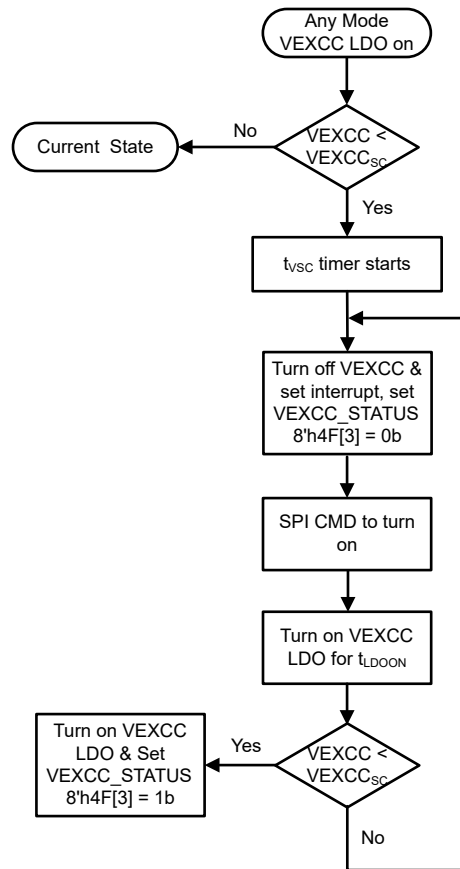 Any Mode
VEXCC LDO on
No
VEXCC <
VEXCCSC
Current State
Yes
tVSC timer starts
Turn off VEXCC &
set interrupt, set
VEXCC_STATUS
8'h4F[3] = 0b
SPI CMD to turn
on
Turn on VEXCC
LDO for tLDOON
Turn on VEXCC
LDO & Set
VEXCC_STATUS
8'h4F[3] = 1b
Yes
VEXCC <
VEXCCSC
No